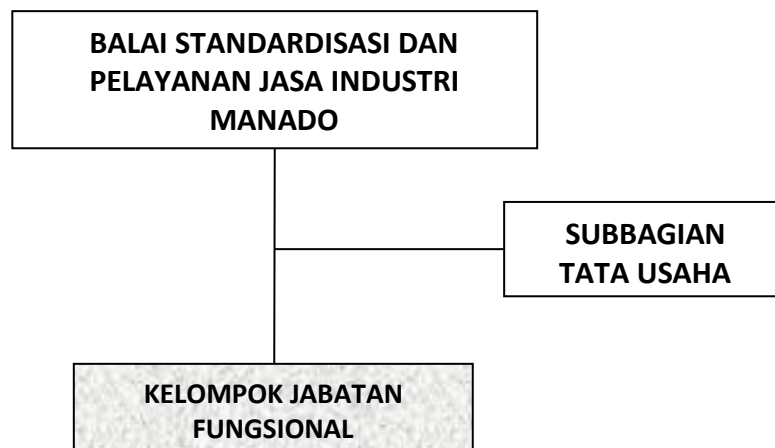 BALAI STANDARDISASI DAN
PELAYANAN JASA INDUSTRI
MANADO
SUBBAGIAN
TATA USAHA
KELOMPOK JABATAN
FUNGSIONAL